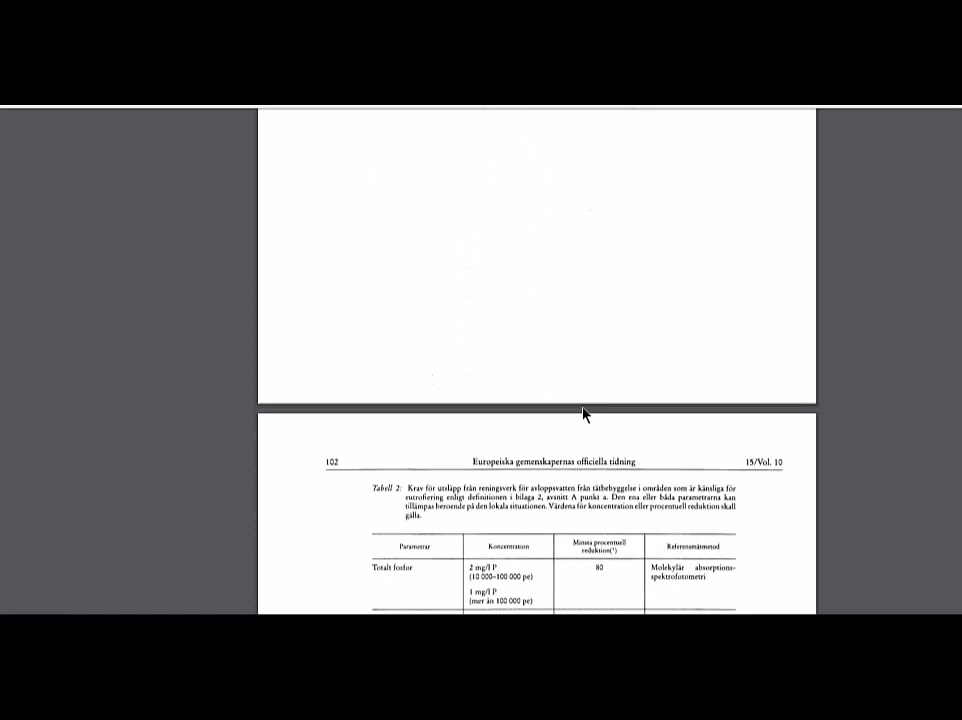 102 Europeiska gemenskapernas officiella tidning 15/Vol. 10
Tabell 2: Krav för utsläpp från reningsverk för avloppsvatten från tätbebyggelse i områden som är känsliga för
eutrofiering enligt definitionen i bilaga 2, avsnitt A punkt a. Den ena eller båda parametrarna kan
tillämpas beroende på den lokala situationen. Värdena för koncentration eller procentuell reduktion skall
gälla.
Parametrar Koncentration Minsta procentuell reduktion(¹) Referensmätmetod
Totalt fosfor 2 mg/l P 80 Molekylär absorptions-
(10 000–100 000 pe) spektrofotometri
1 mg/l P
(mer än 100 000 pe)